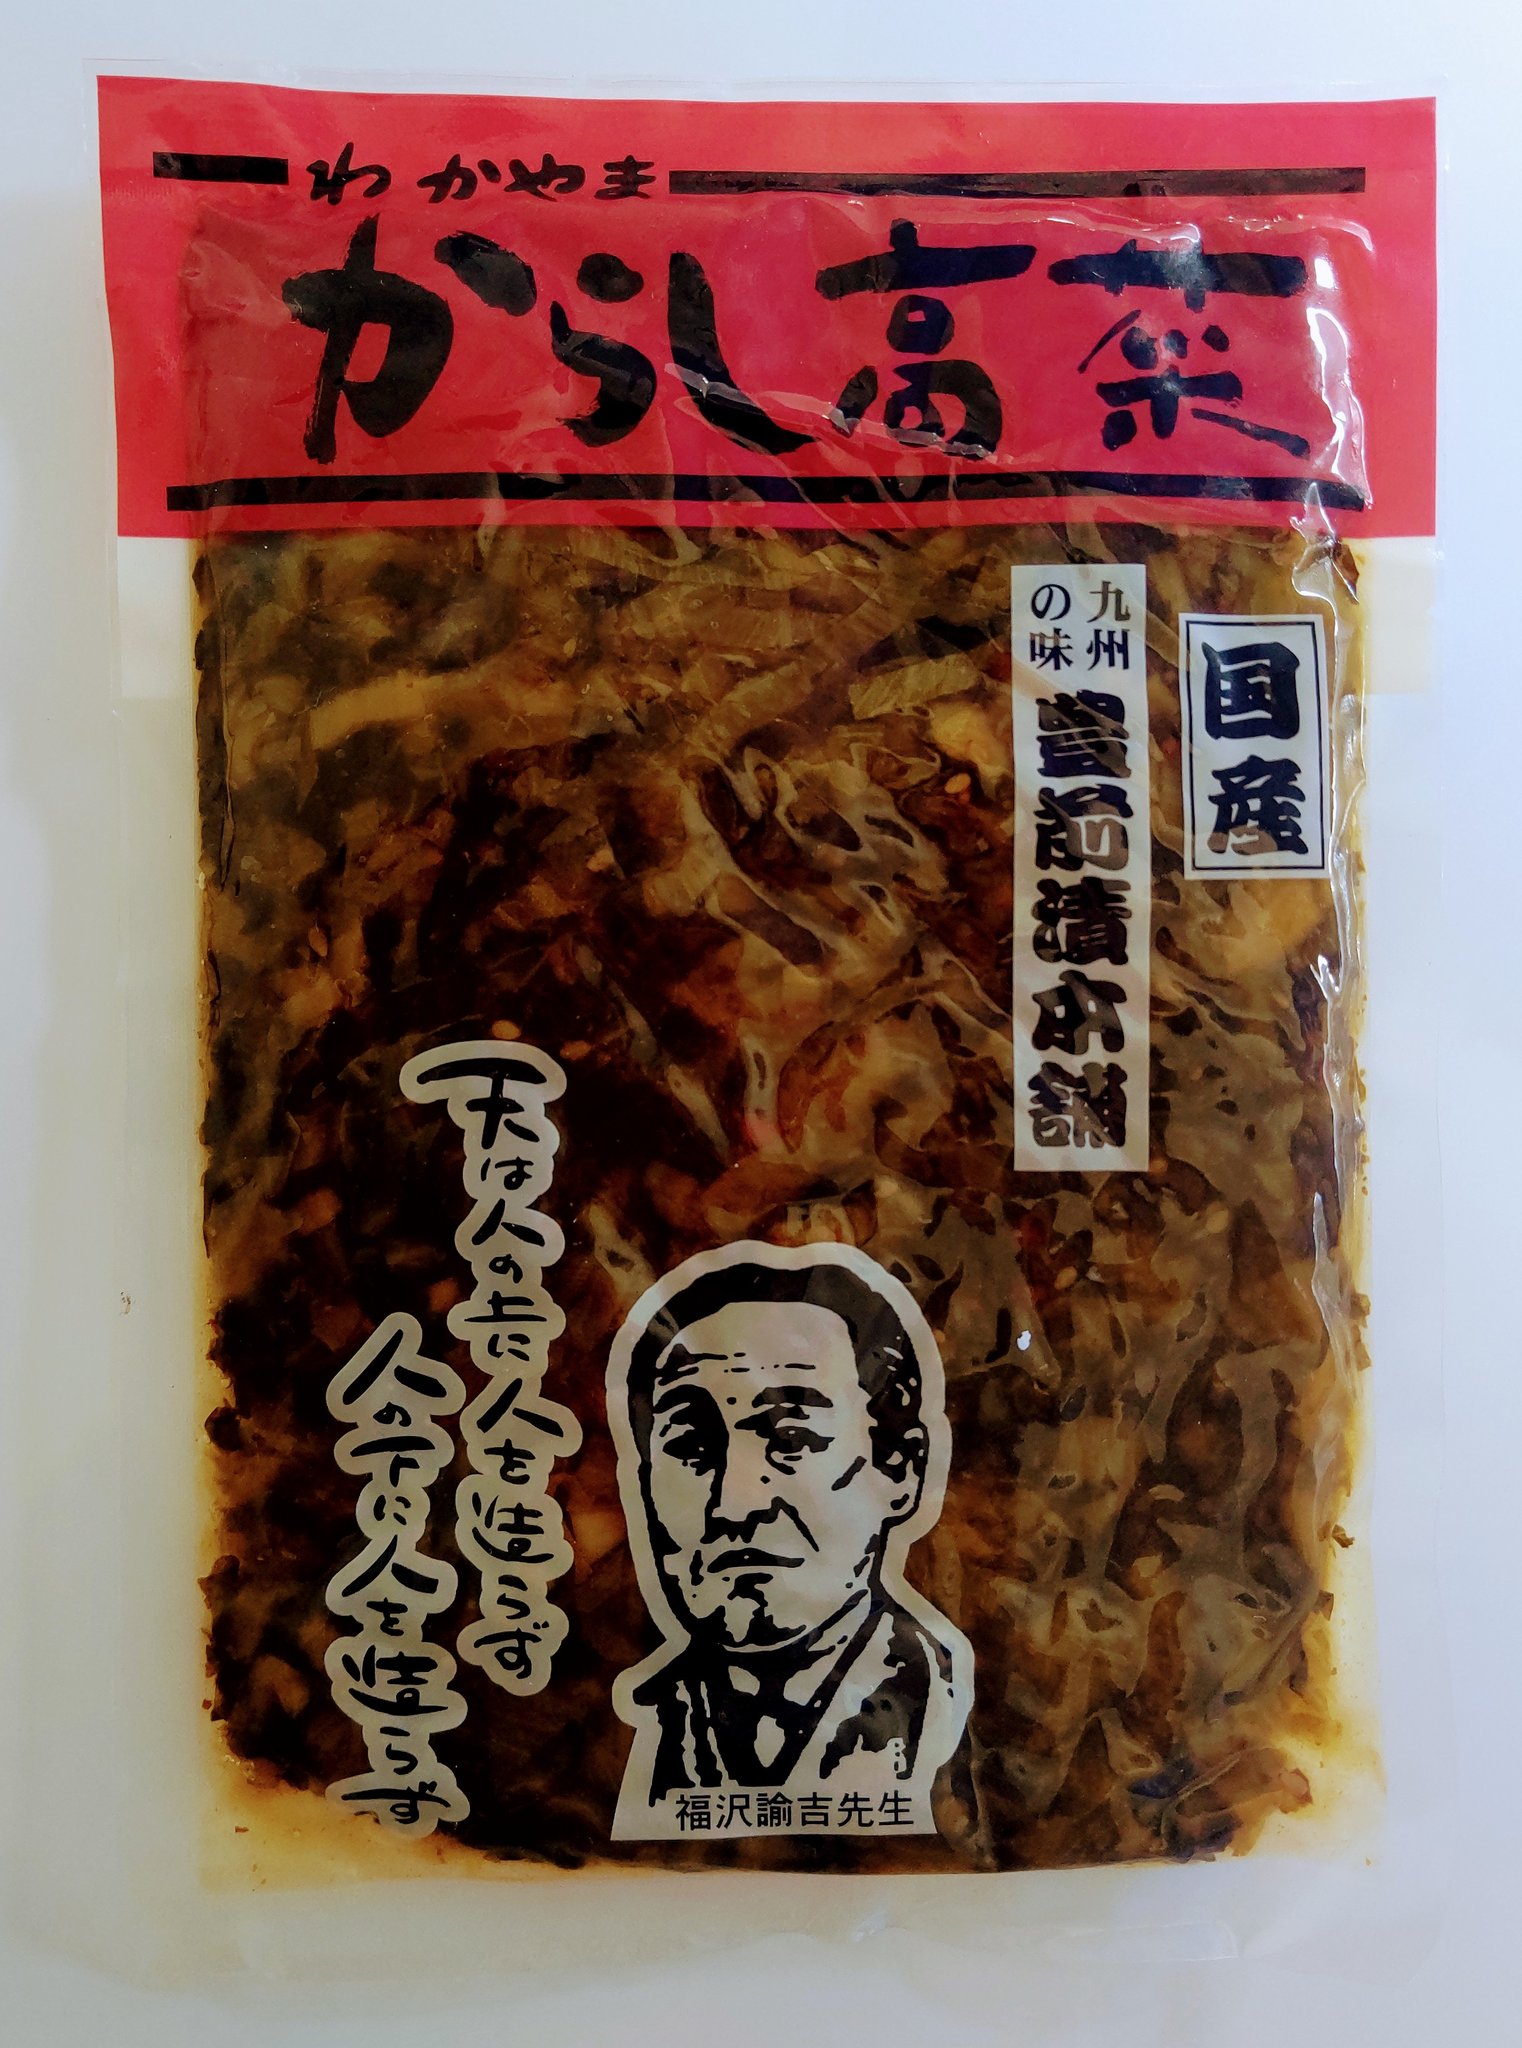 わかやま
からし高菜
国産
九州の味
豊前漬本舗
天は人の上に人を造らず
人の下に人を造らず
福沢諭吉先生